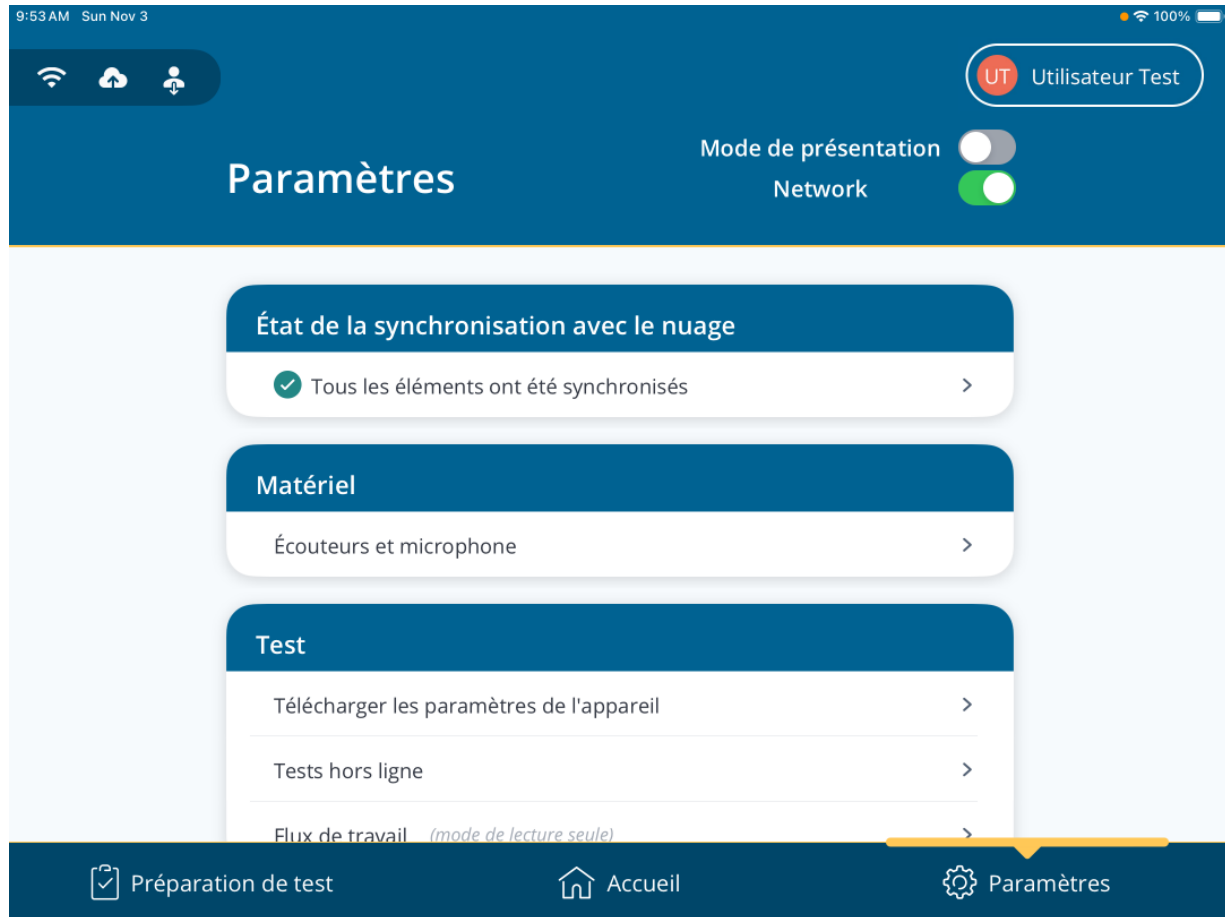 9:53 AM Sun Nov 3
100%
UT Utilisateur Test
Mode de présentation
Paramètres
Network
État de la synchronisation avec le nuage
Tous les éléments ont été synchronisés
Matériel
Écouteurs et microphone
Test
Télécharger les paramètres de l'appareil
Tests hors ligne
Flux de travail (mode de lecture seule)
Préparation de test
Accueil
Paramètres